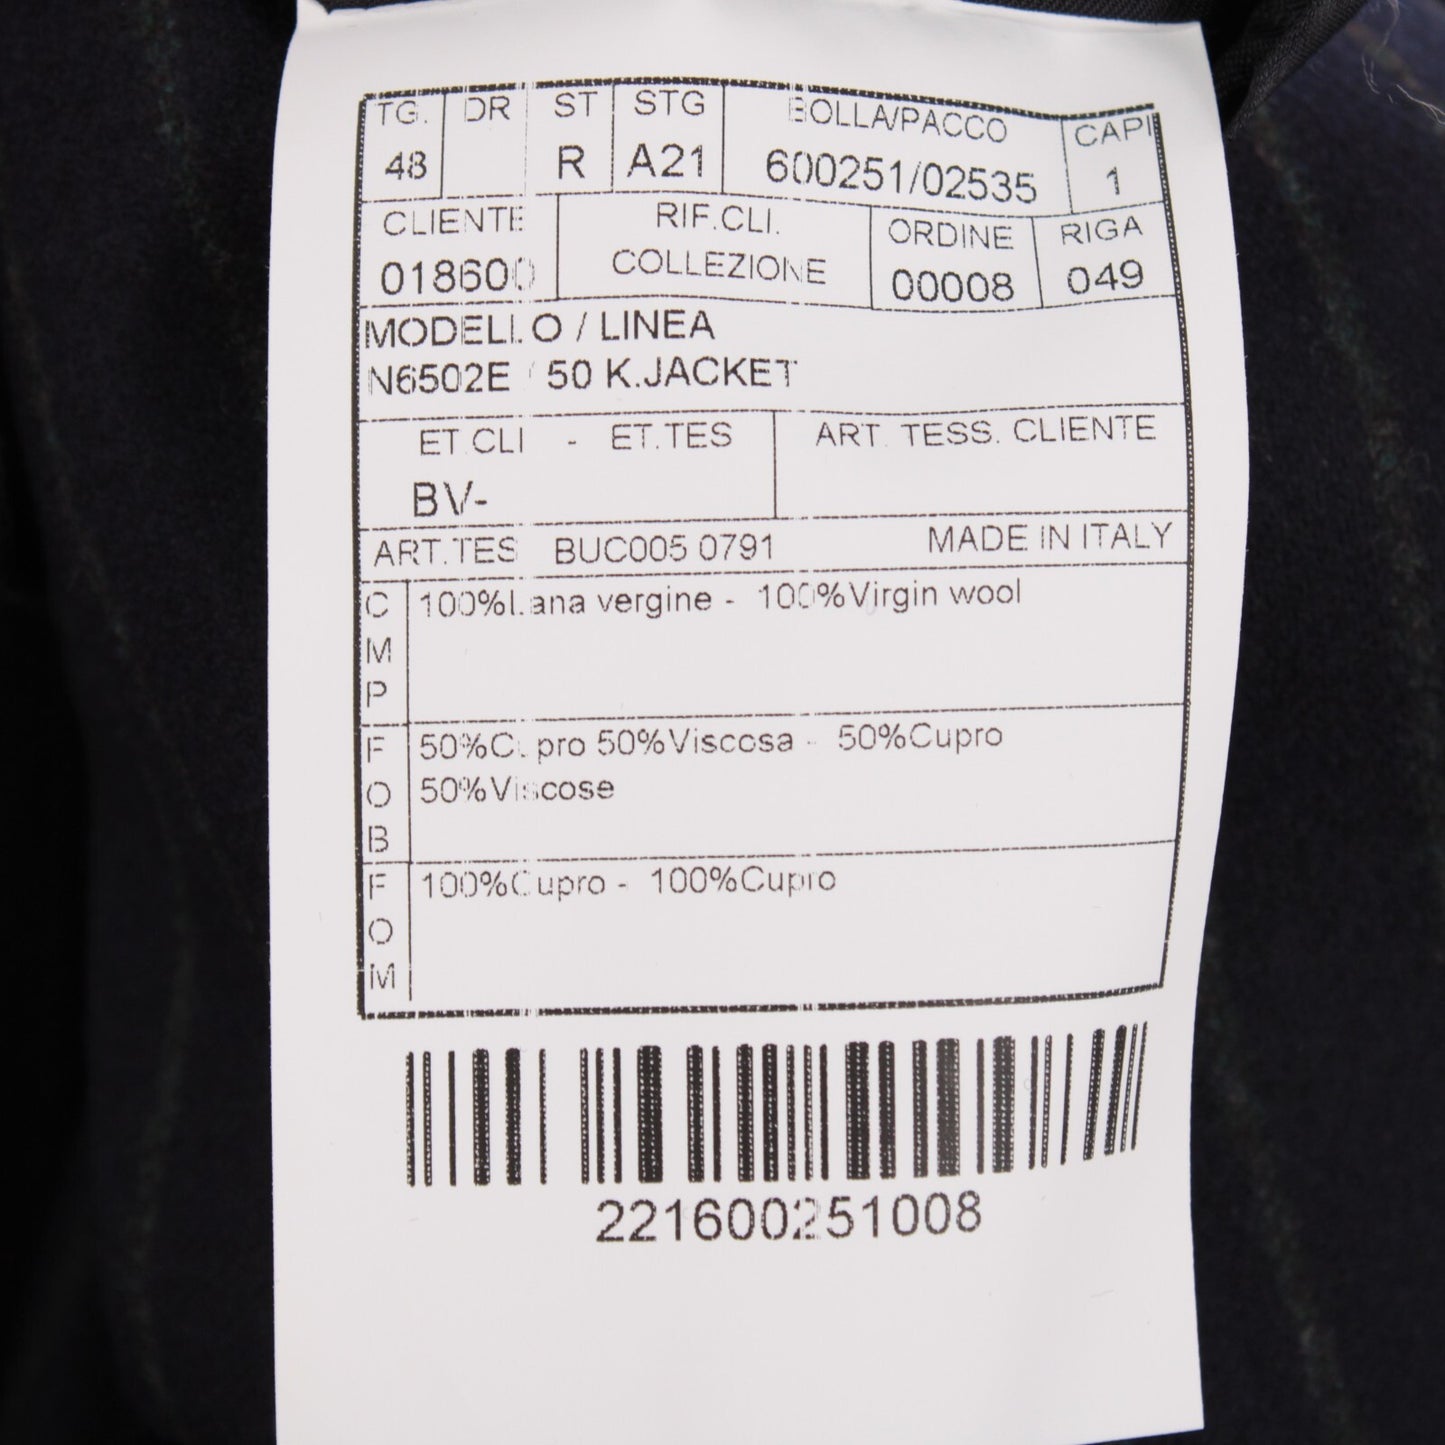 TG. DR ST STG BOLLA/PACCO CAPI
48 R A21 600251/02535 1
CLIENTE RIF.CLI. ORDINE RIGA
018600 COLLEZIONE 00008 049
MODELLO / LINEA
N6502E / 50 K.JACKET
ET.CLI - ET.TES ART. TESS. CLIENTE
BV-
ART.TES BUC005 0791 MADE IN ITALY
CMP 100%Lana vergine - 100%Virgin wool
FOB 50%Cupro 50%Viscosa - 50%Cupro
50%Viscose
FOM 100%Cupro - 100%Cupro
221600251008